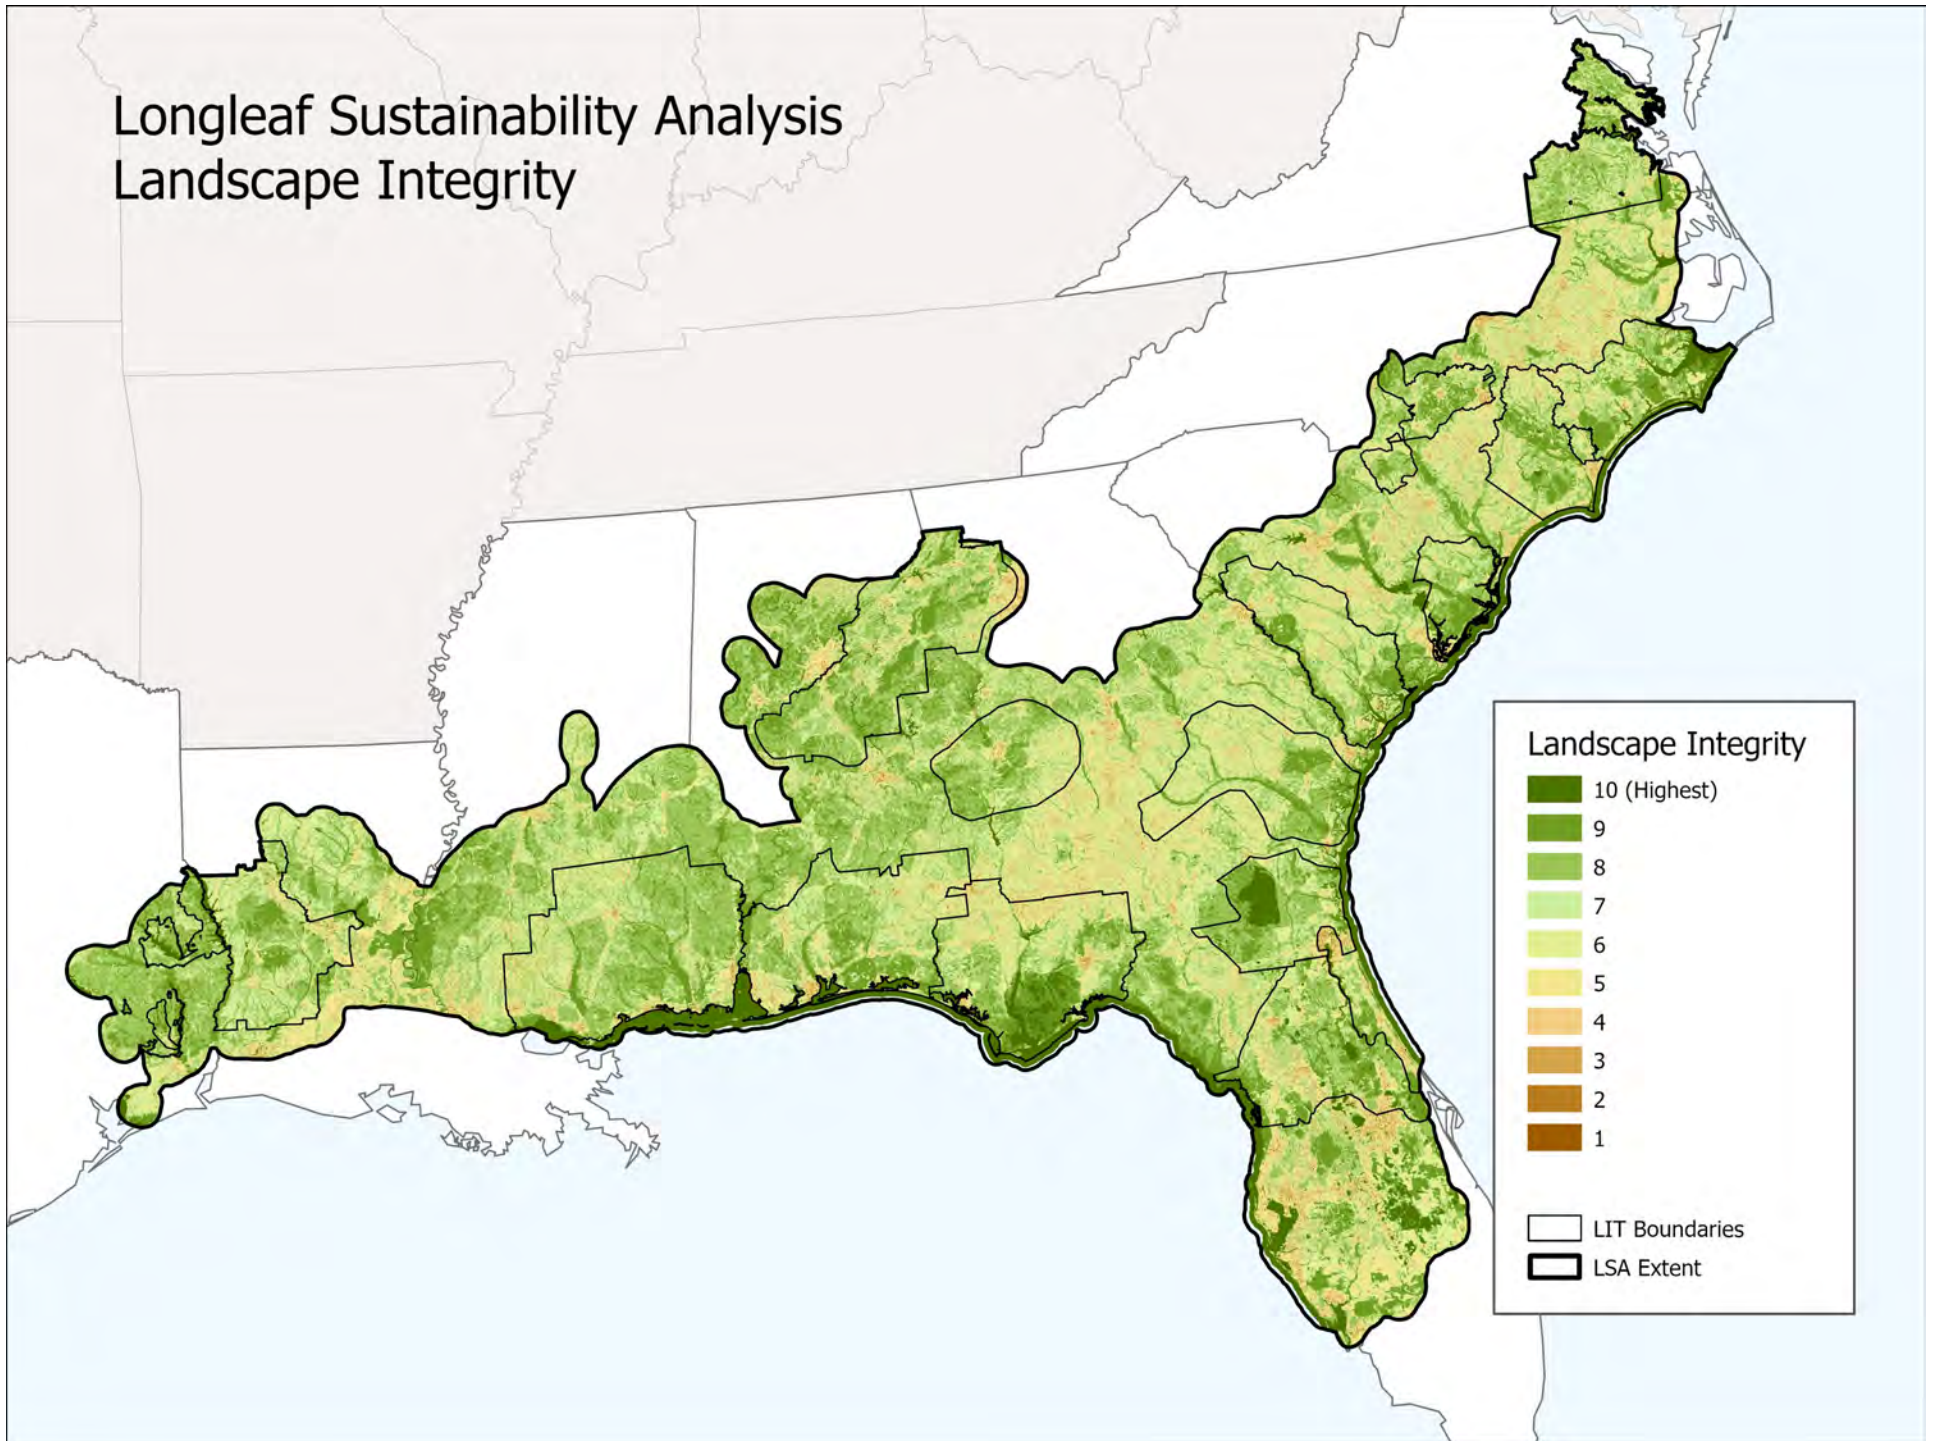 Longleaf Sustainability Analysis
Landscape Integrity
Landscape Integrity
10 (Highest)
9
8
7
6
5
4
3
2
1
LIT Boundaries
LSA Extent